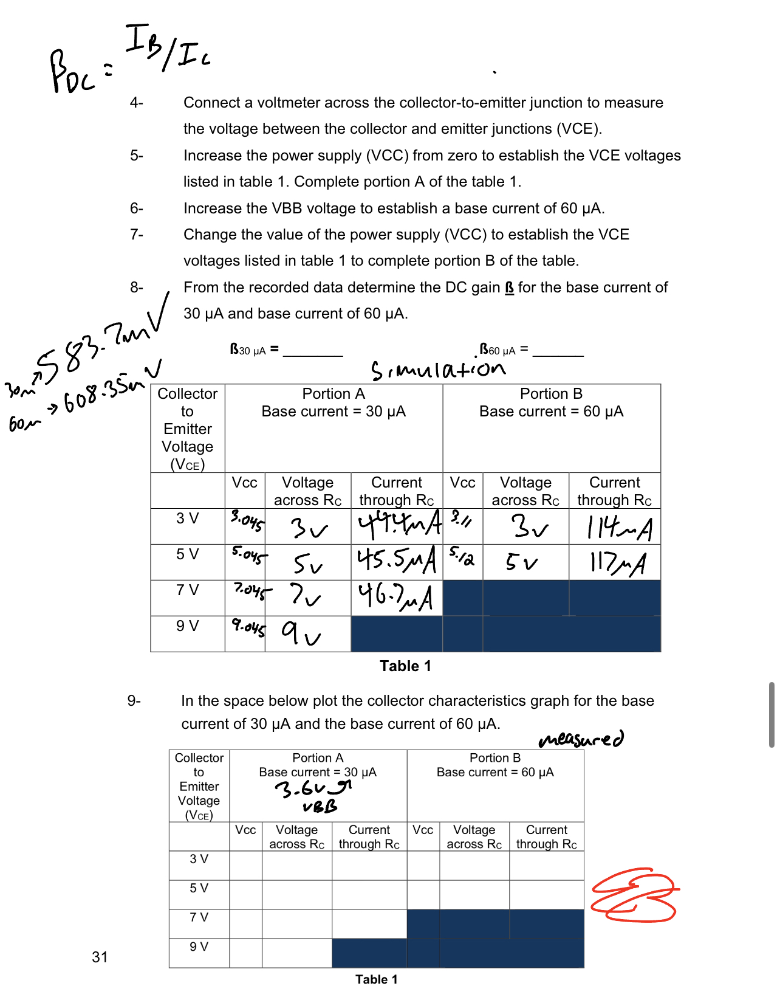 βDC = IB/IC
4- Connect a voltmeter across the collector-to-emitter junction to measure
the voltage between the collector and emitter junctions (VCE).
5- Increase the power supply (VCC) from zero to establish the VCE voltages
listed in table 1. Complete portion A of the table 1.
6- Increase the VBB voltage to establish a base current of 60 µA.
7- Change the value of the power supply (VCC) to establish the VCE
voltages listed in table 1 to complete portion B of the table.
8- From the recorded data determine the DC gain ß for the base current of
30 µA and base current of 60 µA.
30µ → 583.7mV
60µ → 608.35mV
ß30 µA = _______ ß60 µA = ______
Simulation
Collector Portion A Portion B
to Base current = 30 µA Base current = 60 µA
Emitter
Voltage
(VCE)
Vcc Voltage Current Vcc Voltage Current
across RC through RC across RC through RC
3 V 3.045 3v 44.4µA 3.11 3v 114µA
5 V 5.045 5v 45.5µA 5.12 5v 117µA
7 V 7.045 7v 46.7µA
9 V 9.045 9v
Table 1
9- In the space below plot the collector characteristics graph for the base
current of 30 µA and the base current of 60 µA.
measured
Collector Portion A Portion B
to Base current = 30 µA Base current = 60 µA
Emitter 3.6v
Voltage VBB
(VCE)
Vcc Voltage Current Vcc Voltage Current
across RC through RC across RC through RC
3 V
5 V
7 V
9 V
31
Table 1